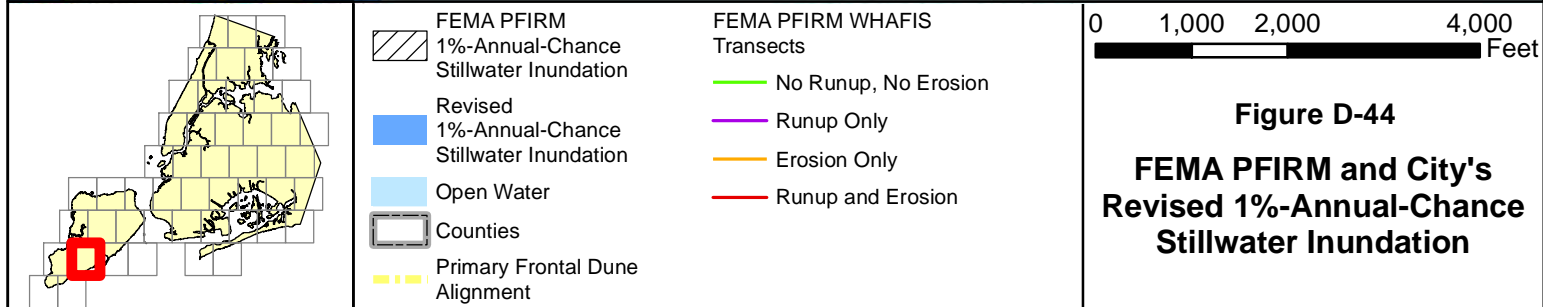 FEMA PFIRM
1%-Annual-Chance
Stillwater Inundation
Revised
1%-Annual-Chance
Stillwater Inundation
Open Water
Counties
Primary Frontal Dune
Alignment
FEMA PFIRM WHAFIS
Transects
No Runup, No Erosion
Runup Only
Erosion Only
Runup and Erosion
0 1,000 2,000 4,000
Feet
Figure D-44
FEMA PFIRM and City's
Revised 1%-Annual-Chance
Stillwater Inundation